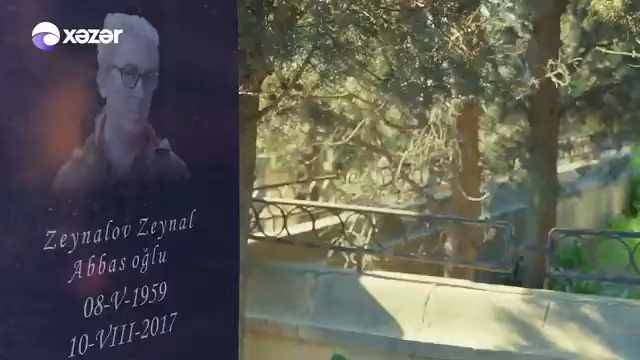 xəzər
Zeynalov Zeynal
Abbas oğlu
08-V-1959
10-VIII-2017